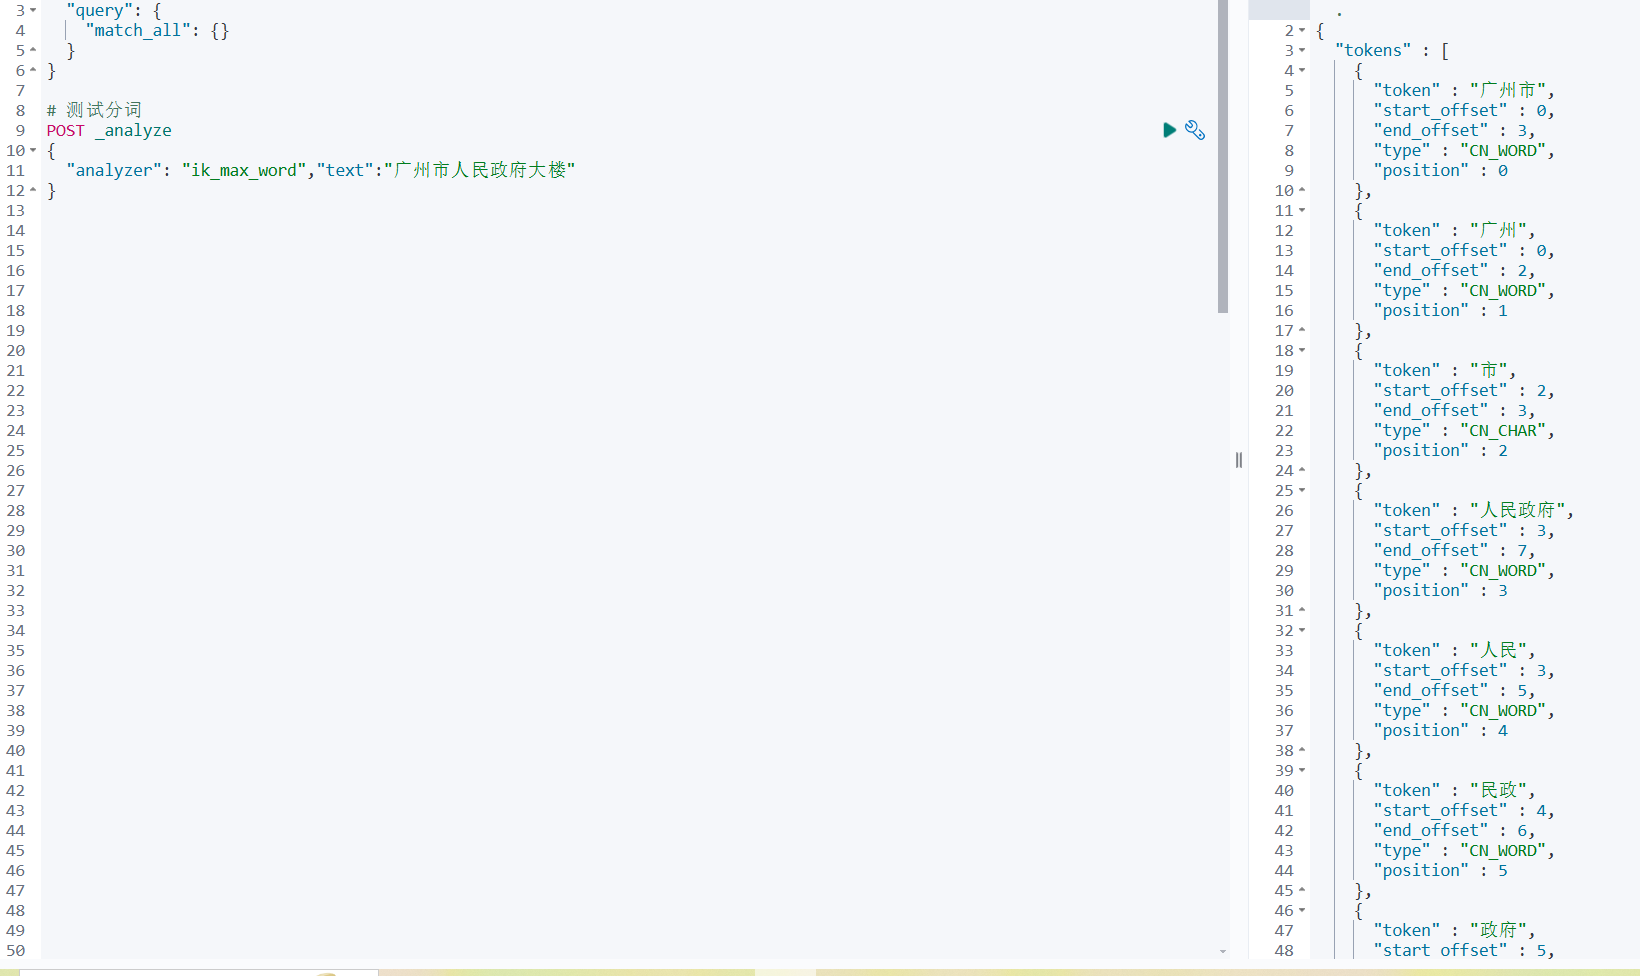 3 "query": {
4 "match_all": {}
5 }
6 }
7
8 # 测试分词
9 POST _analyze
10 {
11 "analyzer": "ik_max_word","text":"广州市人民政府大楼"
12 }
13
14
15
16
17
18
19
20
21
22
23
24
25
26
27
28
29
30
31
32
33
34
35
36
37
38
39
40
41
42
43
44
45
46
47
48
49
50
2 {
3 "tokens" : [
4 {
5 "token" : "广州市",
6 "start_offset" : 0,
7 "end_offset" : 3,
8 "type" : "CN_WORD",
9 "position" : 0
10 },
11 {
12 "token" : "广州",
13 "start_offset" : 0,
14 "end_offset" : 2,
15 "type" : "CN_WORD",
16 "position" : 1
17 },
18 {
19 "token" : "市",
20 "start_offset" : 2,
21 "end_offset" : 3,
22 "type" : "CN_CHAR",
23 "position" : 2
24 },
25 {
26 "token" : "人民政府",
27 "start_offset" : 3,
28 "end_offset" : 7,
29 "type" : "CN_WORD",
30 "position" : 3
31 },
32 {
33 "token" : "人民",
34 "start_offset" : 3,
35 "end_offset" : 5,
36 "type" : "CN_WORD",
37 "position" : 4
38 },
39 {
40 "token" : "民政",
41 "start_offset" : 4,
42 "end_offset" : 6,
43 "type" : "CN_WORD",
44 "position" : 5
45 },
46 {
47 "token" : "政府",
48 "start_offset" : 5,